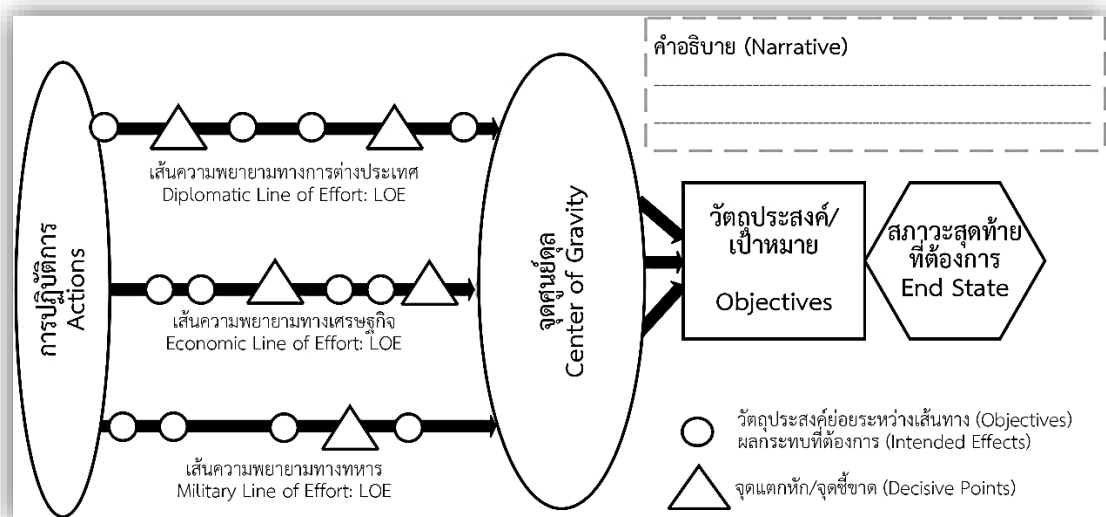 คำอธิบาย (Narrative)
การปฏิบัติการ
Actions
เส้นความพยายามทางการต่างประเทศ
Diplomatic Line of Effort: LOE
เส้นความพยายามทางเศรษฐกิจ
Economic Line of Effort: LOE
เส้นความพยายามทางทหาร
Military Line of Effort: LOE
จุดศูนย์ดุล
Center of Gravity
วัตถุประสงค์/
เป้าหมาย
Objectives
สภาวะสุดท้าย
ที่ต้องการ
End State
วัตถุประสงค์ย่อยระหว่างเส้นทาง (Objectives)
ผลกระทบที่ต้องการ (Intended Effects)
จุดแตกหัก/จุดชี้ขาด (Decisive Points)